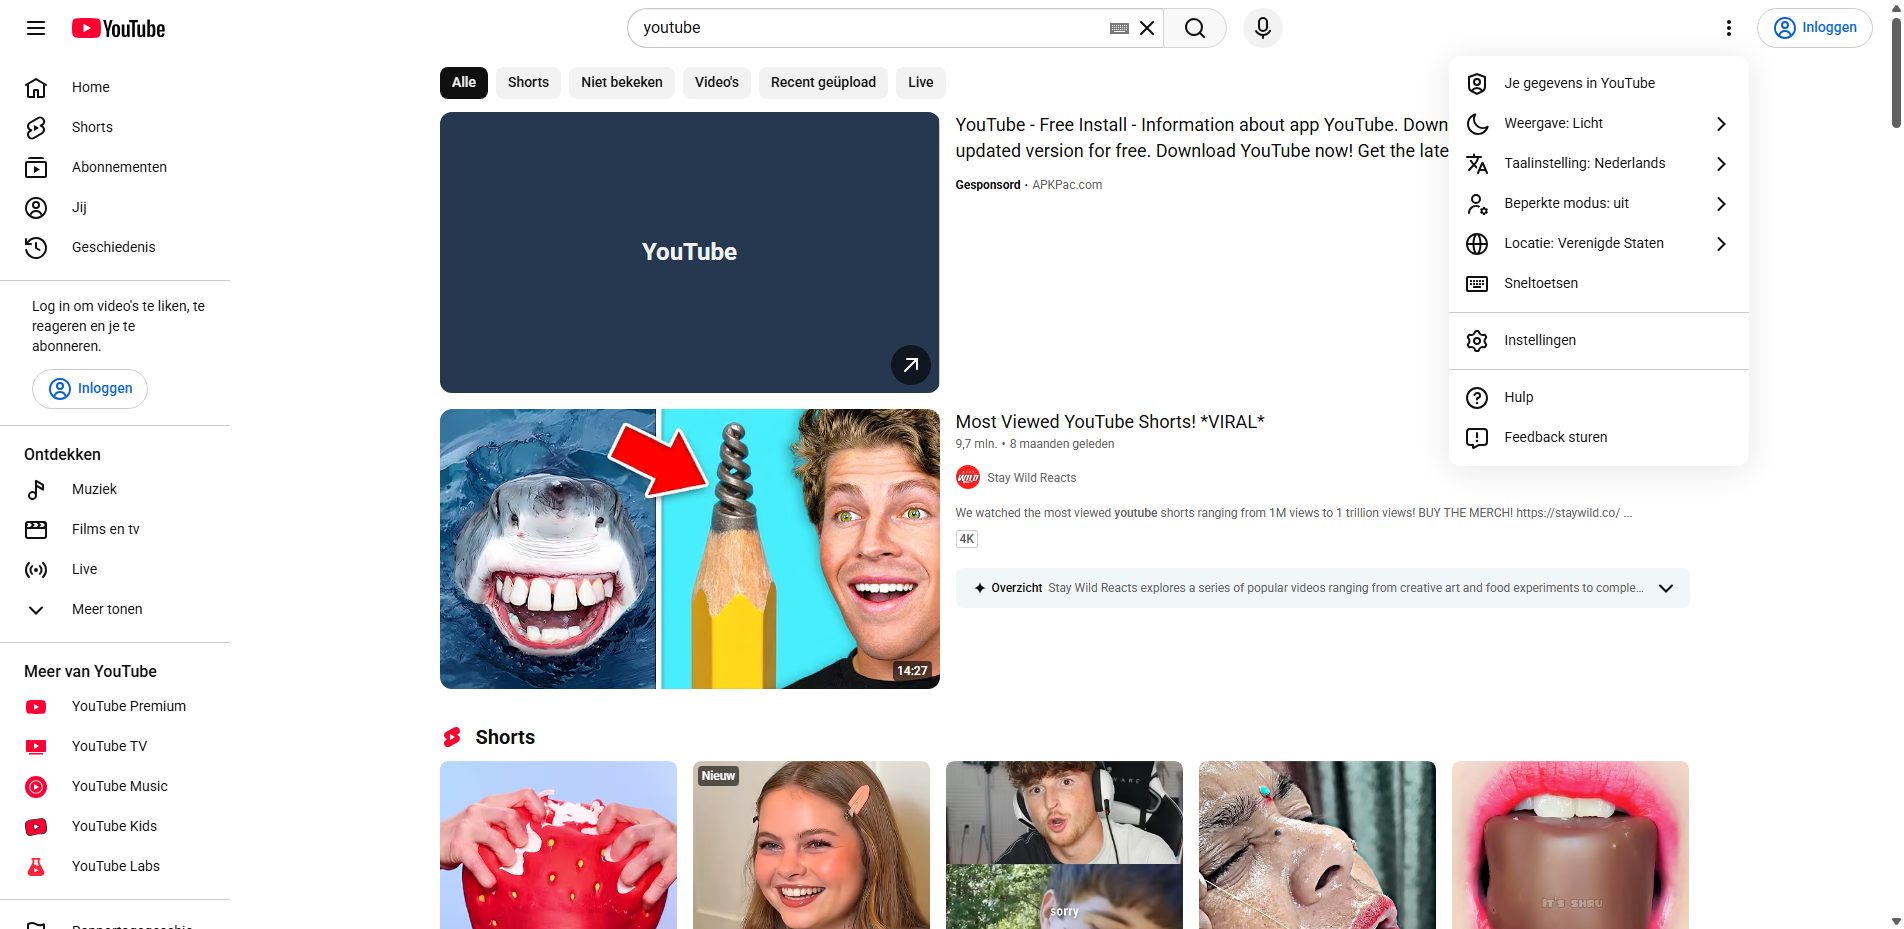 YouTube
youtube
Inloggen
Home
Shorts
Abonnementen
Jij
Geschiedenis
Log in om video's te liken, te
reageren en je te
abonneren.
Inloggen
Ontdekken
Muziek
Films en tv
Live
Meer tonen
Meer van YouTube
YouTube Premium
YouTube TV
YouTube Music
YouTube Kids
YouTube Labs
Alle
Shorts
Niet bekeken
Video's
Recent geüpload
Live
YouTube
YouTube - Free Install - Information about app YouTube. Down
updated version for free. Download YouTube now! Get the late
Gesponsord · APKPac.com
Je gegevens in YouTube
Weergave: Licht
Taalinstelling: Nederlands
Beperkte modus: uit
Locatie: Verenigde Staten
Sneltoetsen
Instellingen
Hulp
Feedback sturen
14:27
Most Viewed YouTube Shorts! *VIRAL*
9,7 mln. • 8 maanden geleden
WILD
Stay Wild Reacts
We watched the most viewed youtube shorts ranging from 1M views to 1 trillion views! BUY THE MERCH! https://staywild.co/ ...
4K
Overzicht Stay Wild Reacts explores a series of popular videos ranging from creative art and food experiments to comple...
Shorts
Nieuw
sorry
IT'S SHRU